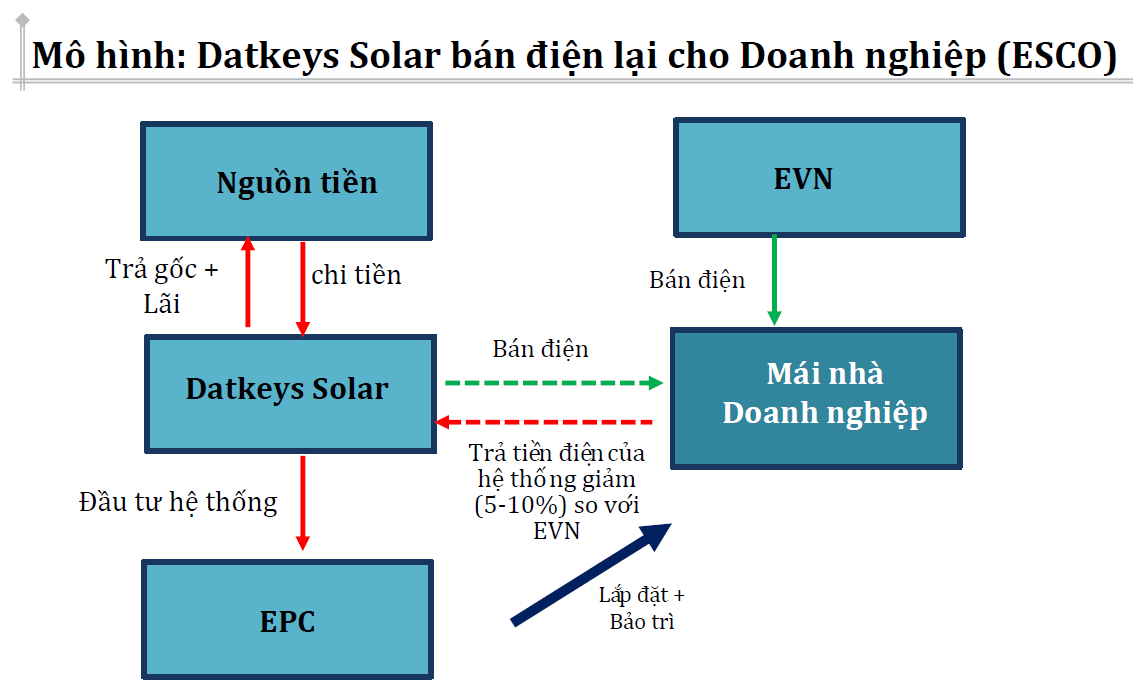 Mô hình: Datkeys Solar bán điện lại cho Doanh nghiệp (ESCO)
Nguồn tiền
EVN
Trả gốc +
Lãi
chi tiền
Bán điện
Datkeys Solar
Bán điện
Mái nhà
Doanh nghiệp
Trả tiền điện của
hệ thống giảm
(5-10%) so với
EVN
Đầu tư hệ thống
EPC
Lắp đặt +
Bảo trì